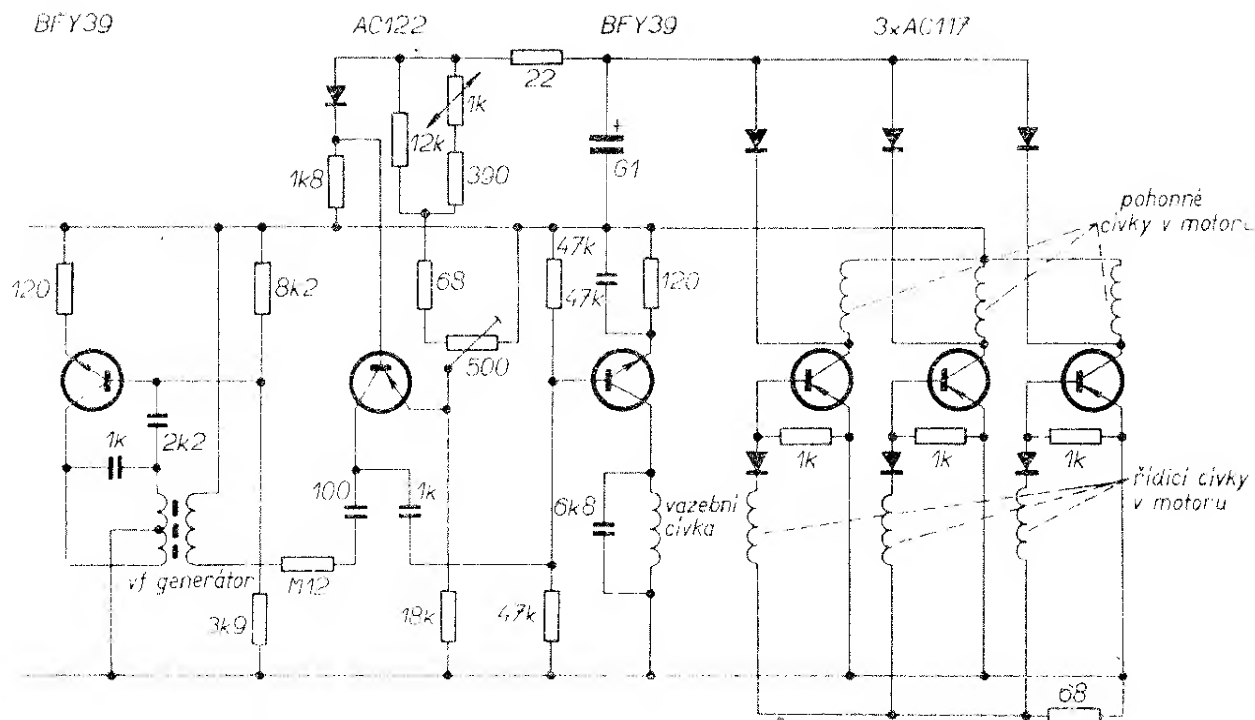 BFY39
AC122
BFY39
3xAC117
22
1k
12k
390
+
G1
1k8
pohonné
cívky v motoru
120
8k2
68
47k
47k
120
500
1k
2k2
100
1k
6k8
vazební
cívka
1k
1k
1k
řídicí cívky
v motoru
vf generátor
M12
3k9
18k
47k
68